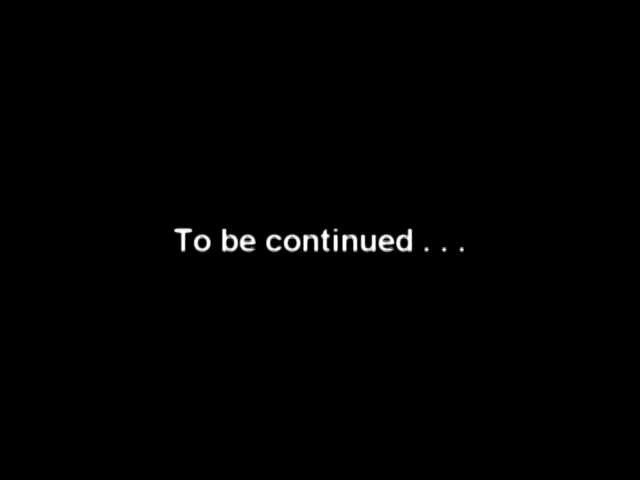 To be continued . . .